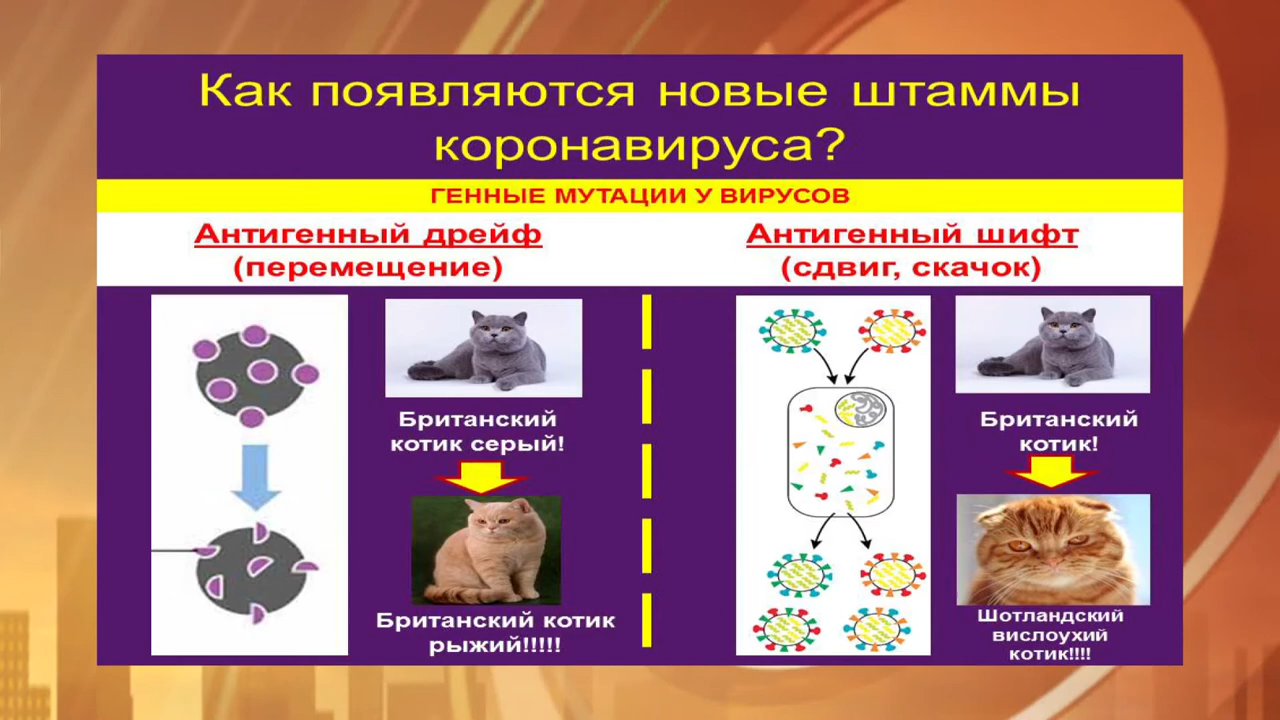 Как появляются новые штаммы
коронавируса?
ГЕННЫЕ МУТАЦИИ У ВИРУСОВ
Антигенный дрейф
(перемещение)
Антигенный шифт
(сдвиг, скачок)
Британский
котик серый!
Британский котик
рыжий!!!!!
Британский
котик!
Шотландский
вислоухий
котик!!!!